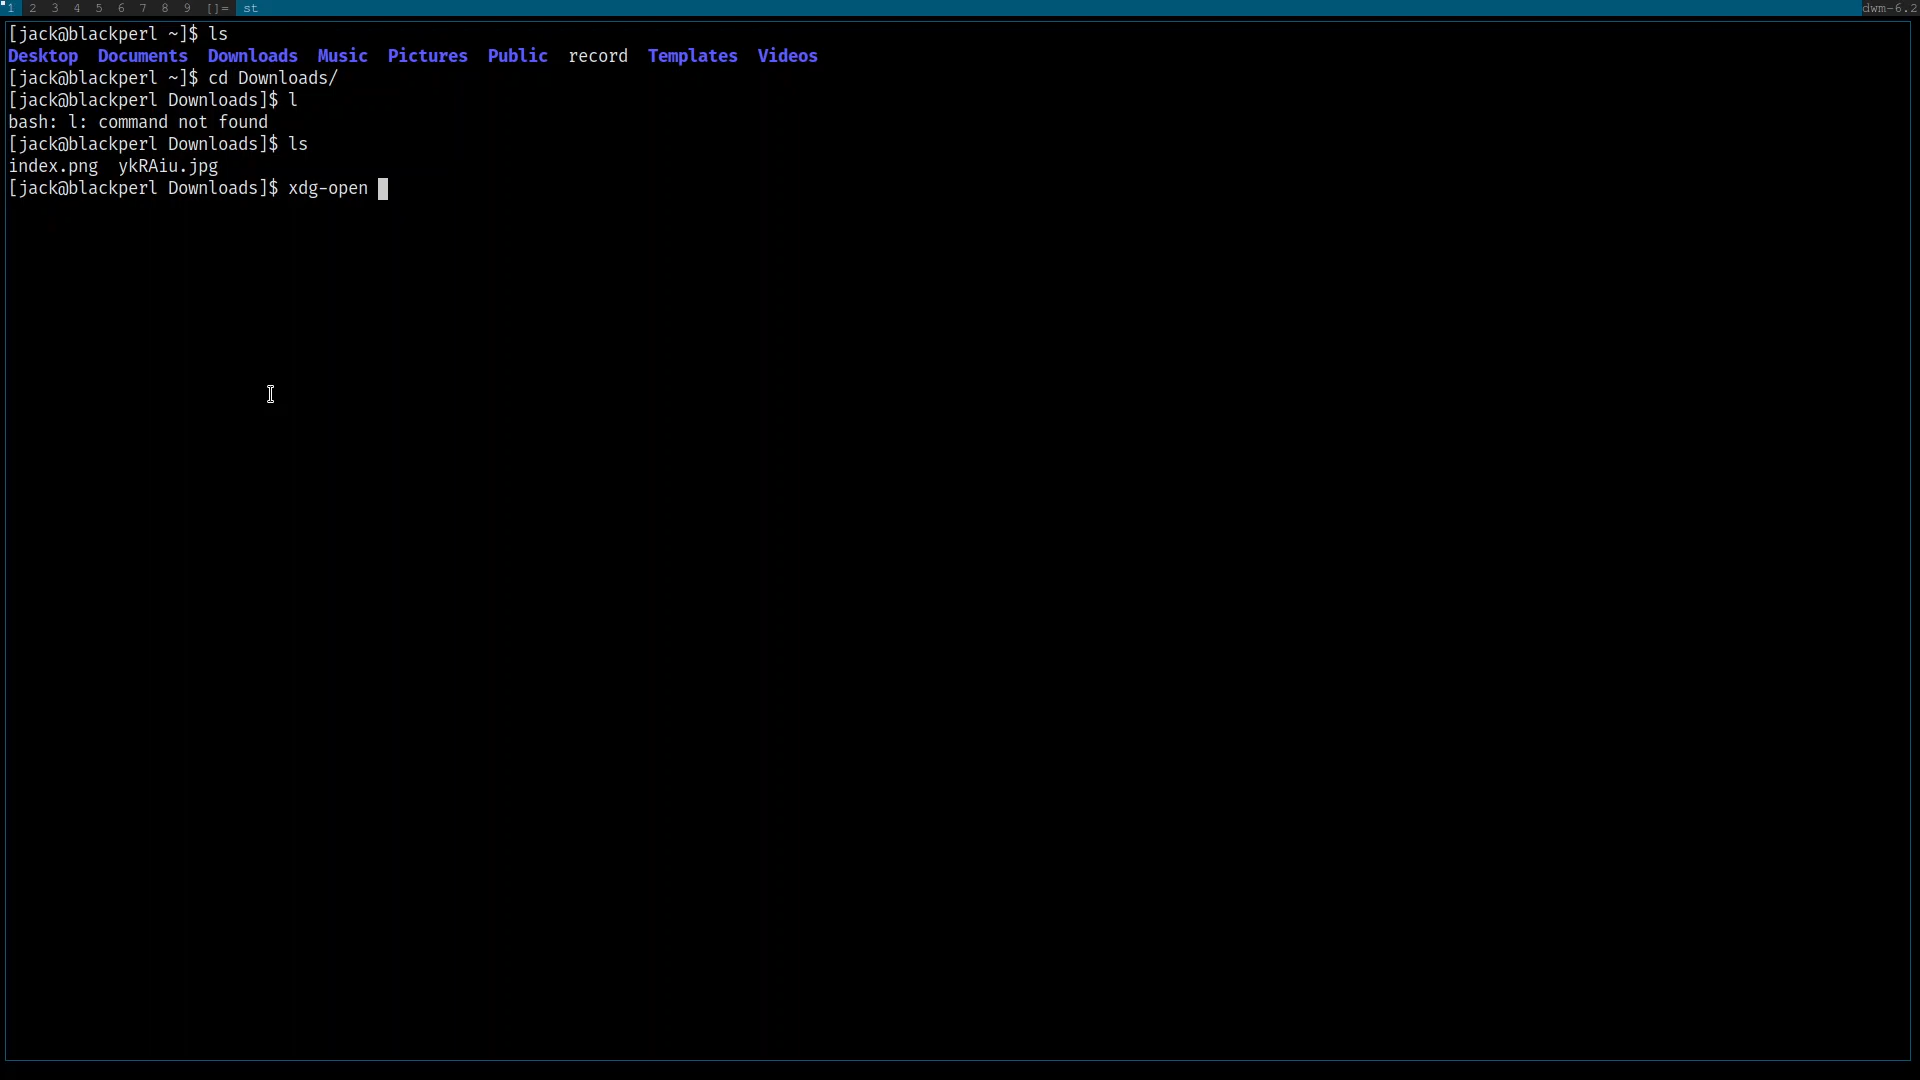 1 2 3 4 5 6 7 8 9 []= st dwm-6.2
[jack@blackperl ~]$ ls
Desktop Documents Downloads Music Pictures Public record Templates Videos
[jack@blackperl ~]$ cd Downloads/
[jack@blackperl Downloads]$ l
bash: l: command not found
[jack@blackperl Downloads]$ ls
index.png ykRAiu.jpg
[jack@blackperl Downloads]$ xdg-open